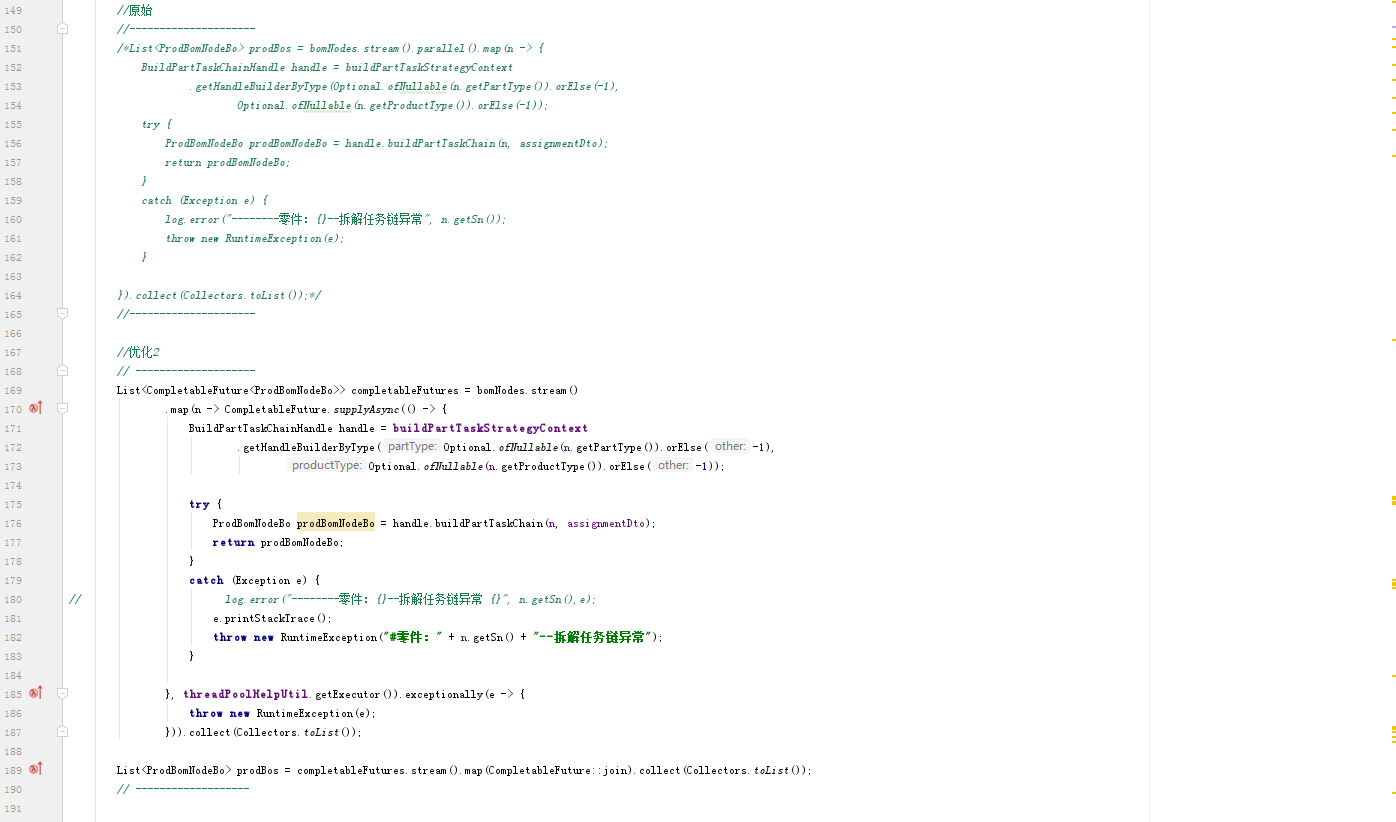 149 //原始
150 //---------------------
151 /*List<ProdBomNodeBo> prodBos = bomNodes.stream().parallel().map(n -> {
152 BuildPartTaskChainHandle handle = buildPartTaskStrategyContext
153 .getHandleBuilderByType(Optional.ofNullable(n.getPartType()).orElse(-1),
154 Optional.ofNullable(n.getProductType()).orElse(-1));
155 try {
156 ProdBomNodeBo prodBomNodeBo = handle.buildPartTaskChain(n, assignmentDto);
157 return prodBomNodeBo;
158 }
159 catch (Exception e) {
160 log.error("--------零件: {}--拆解任务链异常", n.getSn());
161 throw new RuntimeException(e);
162 }
163
164 }).collect(Collectors.toList());*/
165 //---------------------
166
167 //优化2
168 // --------------------
169 List<CompletableFuture<ProdBomNodeBo>> completableFutures = bomNodes.stream()
170 .map(n -> CompletableFuture.supplyAsync(() -> {
171 BuildPartTaskChainHandle handle = buildPartTaskStrategyContext
172 .getHandleBuilderByType( partType: Optional.ofNullable(n.getPartType()).orElse( other: -1),
173 productType: Optional.ofNullable(n.getProductType()).orElse( other: -1));
174
175 try {
176 ProdBomNodeBo prodBomNodeBo = handle.buildPartTaskChain(n, assignmentDto);
177 return prodBomNodeBo;
178 }
179 catch (Exception e) {
180 // log.error("--------零件: {}--拆解任务链异常 {}", n.getSn(),e);
181 e.printStackTrace();
182 throw new RuntimeException("#零件: " + n.getSn() + "--拆解任务链异常");
183 }
184
185 }, threadPoolHelpUtil.getExecutor()).exceptionally(e -> {
186 throw new RuntimeException(e);
187 })).collect(Collectors.toList());
188
189 List<ProdBomNodeBo> prodBos = completableFutures.stream().map(CompletableFuture::join).collect(Collectors.toList());
190 // -------------------
191